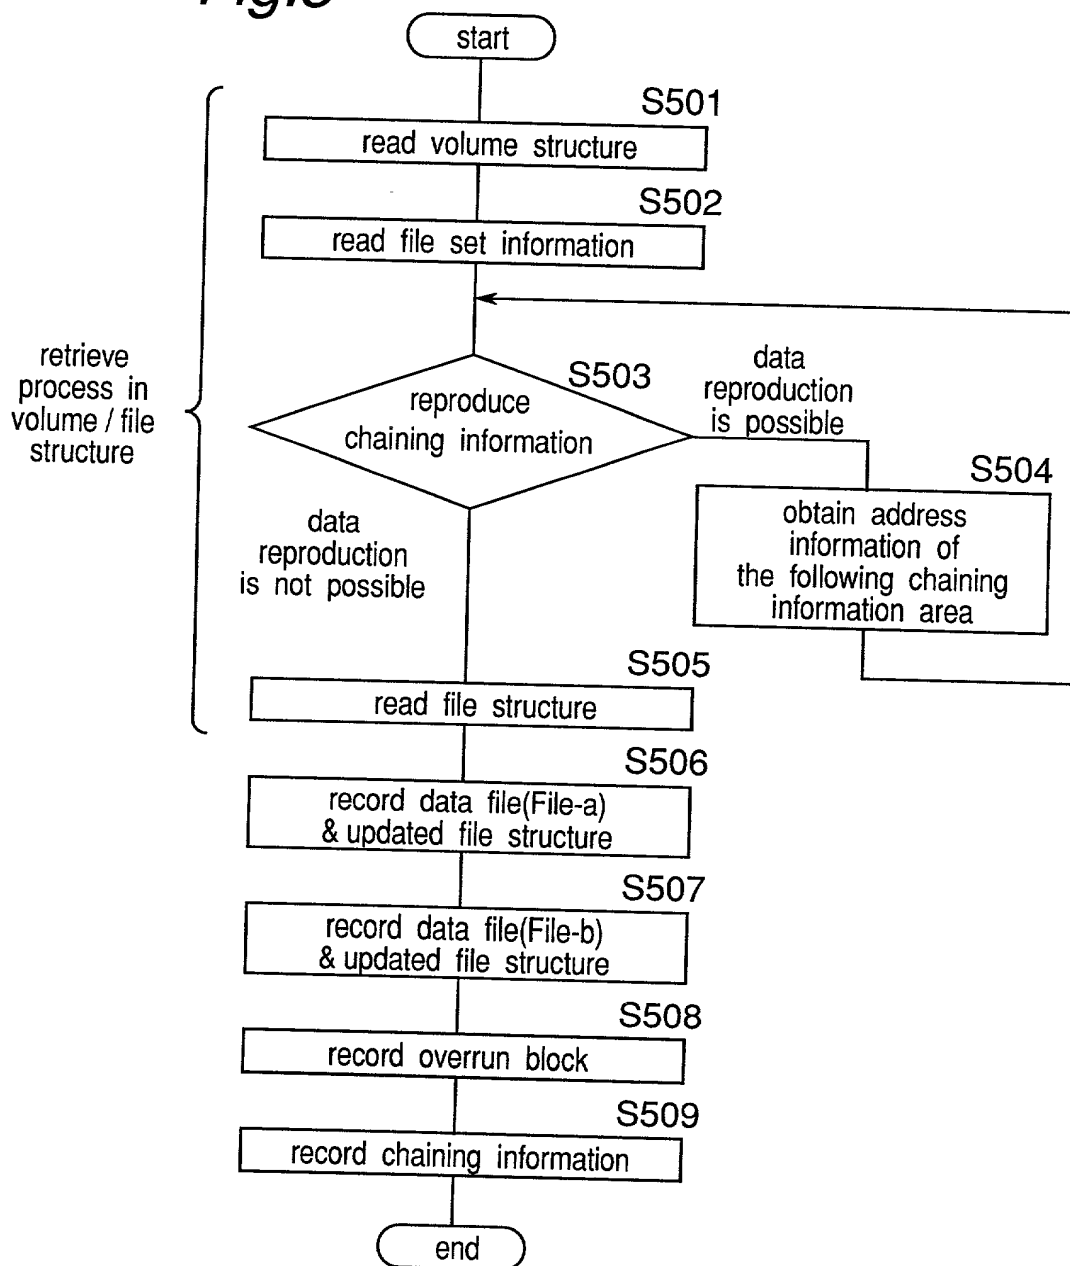 start
S501
read volume structure
S502
read file set information
retrieve
process in
volume / file
structure
S503
reproduce
chaining information
data
reproduction
is possible
S504
obtain address
information of
the following chaining
information area
data
reproduction
is not possible
S505
read file structure
S506
record data file(File-a)
& updated file structure
S507
record data file(File-b)
& updated file structure
S508
record overrun block
S509
record chaining information
end